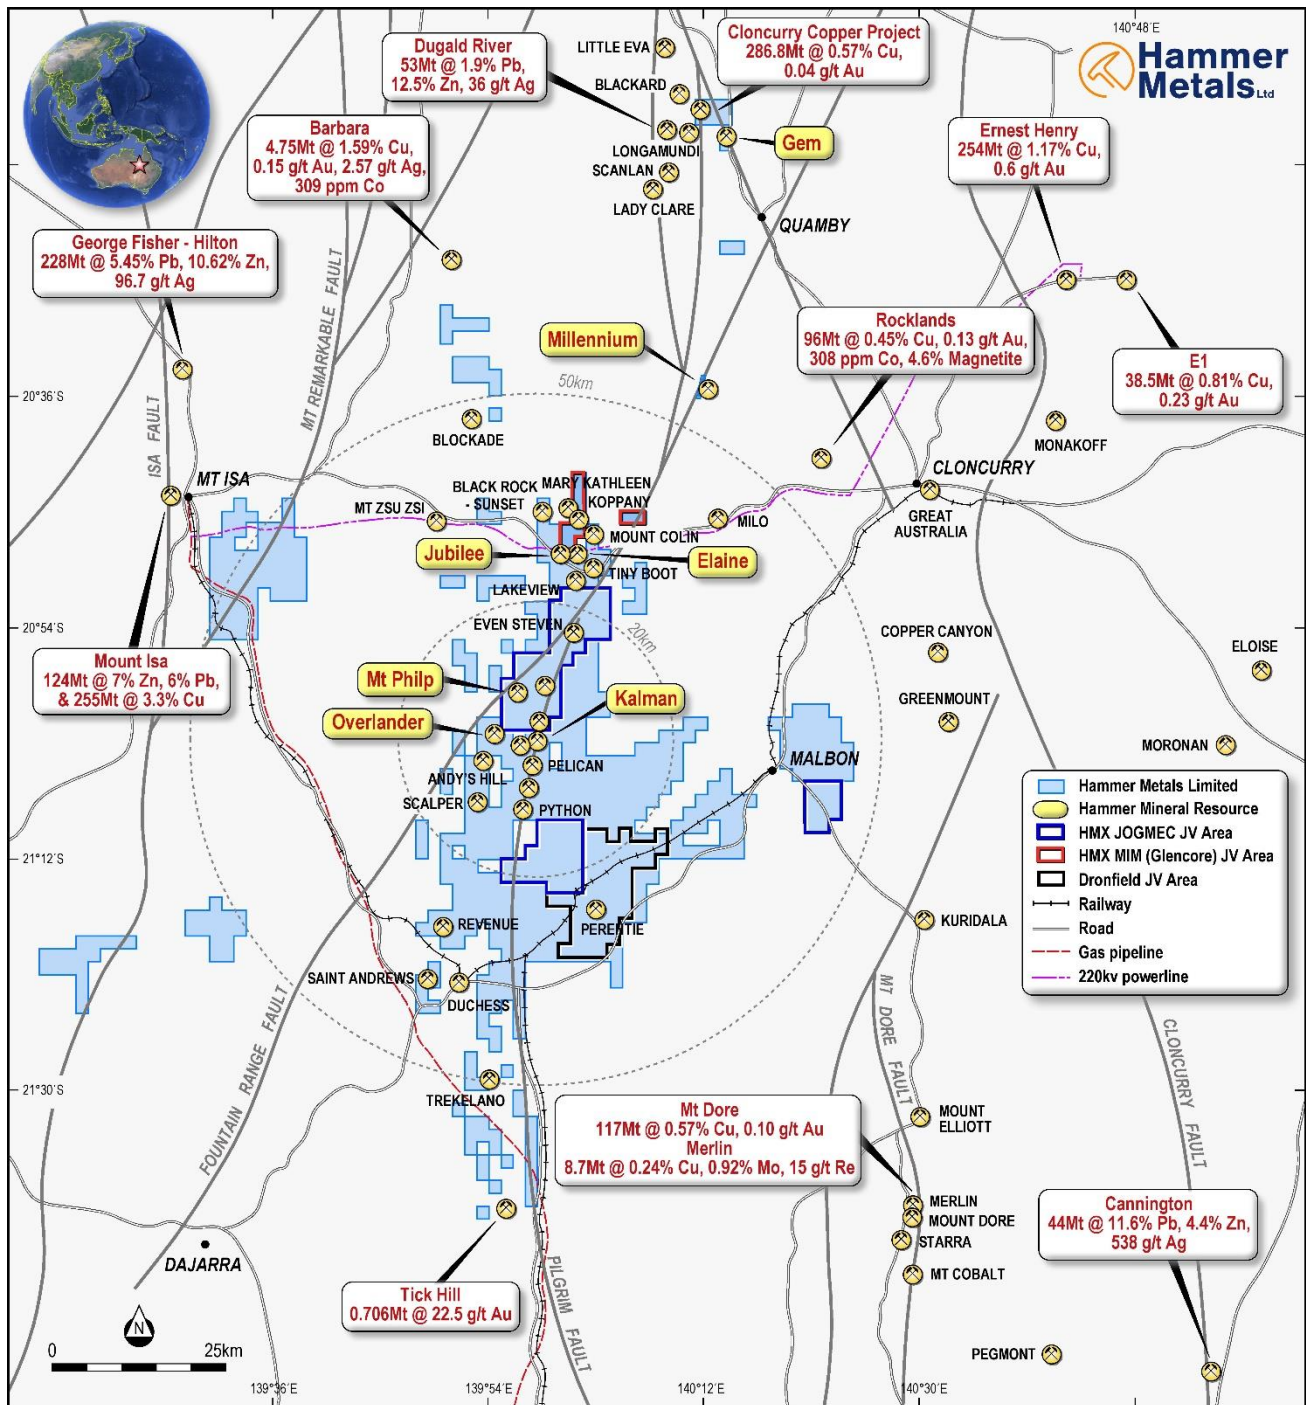 140°48´E
Hammer
Metals Ltd
LITTLE EVA
Cloncurry Copper Project
286.8Mt @ 0.57% Cu,
0.04 g/t Au
Dugald River
53Mt @ 1.9% Pb,
12.5% Zn, 36 g/t Ag
BLACKARD
Barbara
4.75Mt @ 1.59% Cu,
0.15 g/t Au, 2.57 g/t Ag,
309 ppm Co
Gem
LONGAMUNDI
SCANLAN
LADY CLARE
Ernest Henry
254Mt @ 1.17% Cu,
0.6 g/t Au
QUAMBY
George Fisher - Hilton
228Mt @ 5.45% Pb, 10.62% Zn,
96.7 g/t Ag
MT REMARKABLE FAULT
Millennium
Rocklands
96Mt @ 0.45% Cu, 0.13 g/t Au,
308 ppm Co, 4.6% Magnetite
E1
38.5Mt @ 0.81% Cu,
0.23 g/t Au
50km
20°36´S
ISA FAULT
BLOCKADE
MONAKOFF
MT ISA
CLONCURRY
BLACK ROCK
- SUNSET
MARY KATHLEEN
KOPPANY
MT ZSU ZSI
MILO
GREAT
AUSTRALIA
MOUNT COLIN
Jubilee
Elaine
TINY BOOT
LAKEVIEW
20°54´S
EVEN STEVEN
20km
COPPER CANYON
ELOISE
Mount Isa
124Mt @ 7% Zn, 6% Pb,
& 255Mt @ 3.3% Cu
Mt Philp
Kalman
GREENMOUNT
Overlander
MORONAN
PELICAN
MALBON
ANDY'S HILL
SCALPER
PYTHON
Hammer Metals Limited
Hammer Mineral Resource
HMX JOGMEC JV Area
HMX MIM (Glencore) JV Area
Dronfield JV Area
Railway
Road
Gas pipeline
220kv powerline
21°12´S
REVENUE
PERENTIE
KURIDALA
SAINT ANDREWS
DUCHESS
FOUNTAIN RANGE FAULT
MT DORE FAULT
CLONCURRY FAULT
21°30´S
TREKELANO
Mt Dore
117Mt @ 0.57% Cu, 0.10 g/t Au
Merlin
8.7Mt @ 0.24% Cu, 0.92% Mo, 15 g/t Re
MOUNT
ELLIOTT
MERLIN
MOUNT DORE
STARRA
MT COBALT
Cannington
44Mt @ 11.6% Pb, 4.4% Zn,
538 g/t Ag
DAJARRA
Tick Hill
0.706Mt @ 22.5 g/t Au
PILGRIM FAULT
N
0 25km
PEGMONT
139°36´E 139°54´E 140°12´E 140°30´E